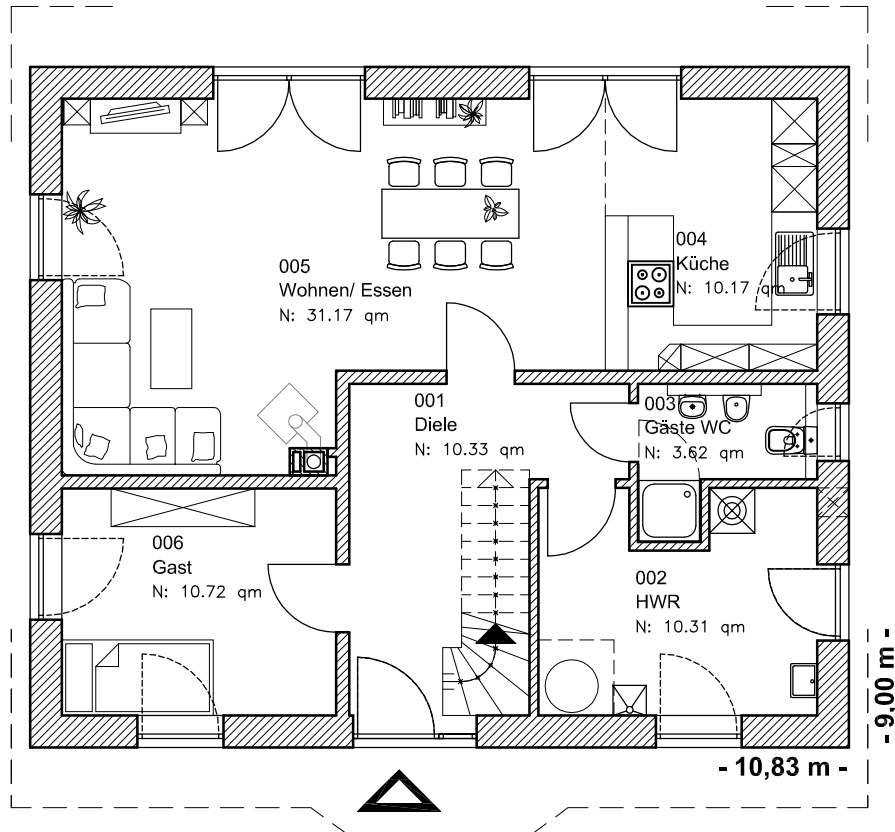 004
Küche
N: 10.17 qm
005
Wohnen/ Essen
N: 31.17 qm
001
Diele
N: 10.33 qm
003
Gäste WC
N: 3.62 qm
006
Gast
N: 10.72 qm
002
HWR
N: 10.31 qm
- 9,00 m -
- 10,83 m -